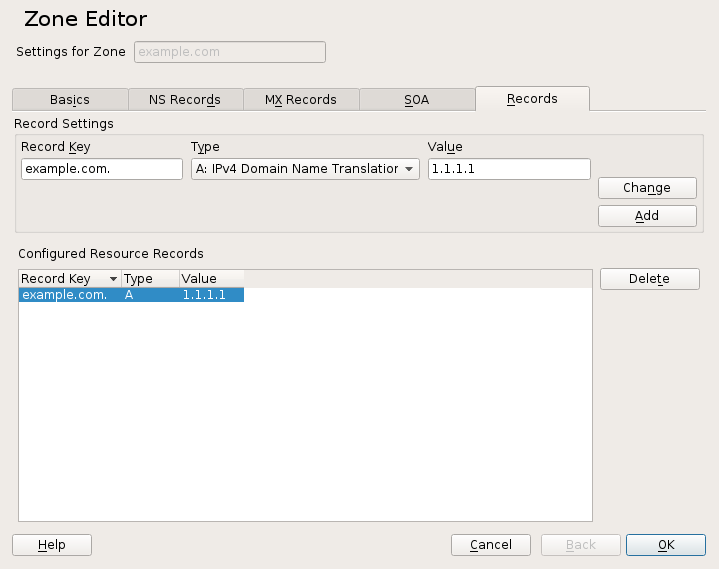 Zone Editor
Settings for Zone example.com
Basics NS Records MX Records SOA Records
Record Settings
Record Key Type Value
example.com. A: IPv4 Domain Name Translation 1.1.1.1
Change
Add
Configured Resource Records
Record Key Type Value Delete
example.com. A 1.1.1.1
Help Cancel Back OK